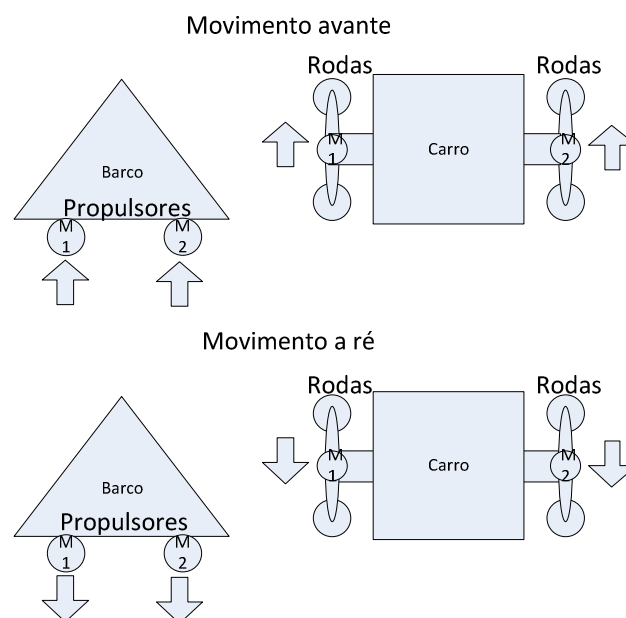 Movimento avante
Rodas
Rodas
Barco
Propulsores
M
1
M
2
M
1
Carro
M
2
Movimento a ré
Rodas
Rodas
Barco
Propulsores
M
1
M
2
M
1
Carro
M
2